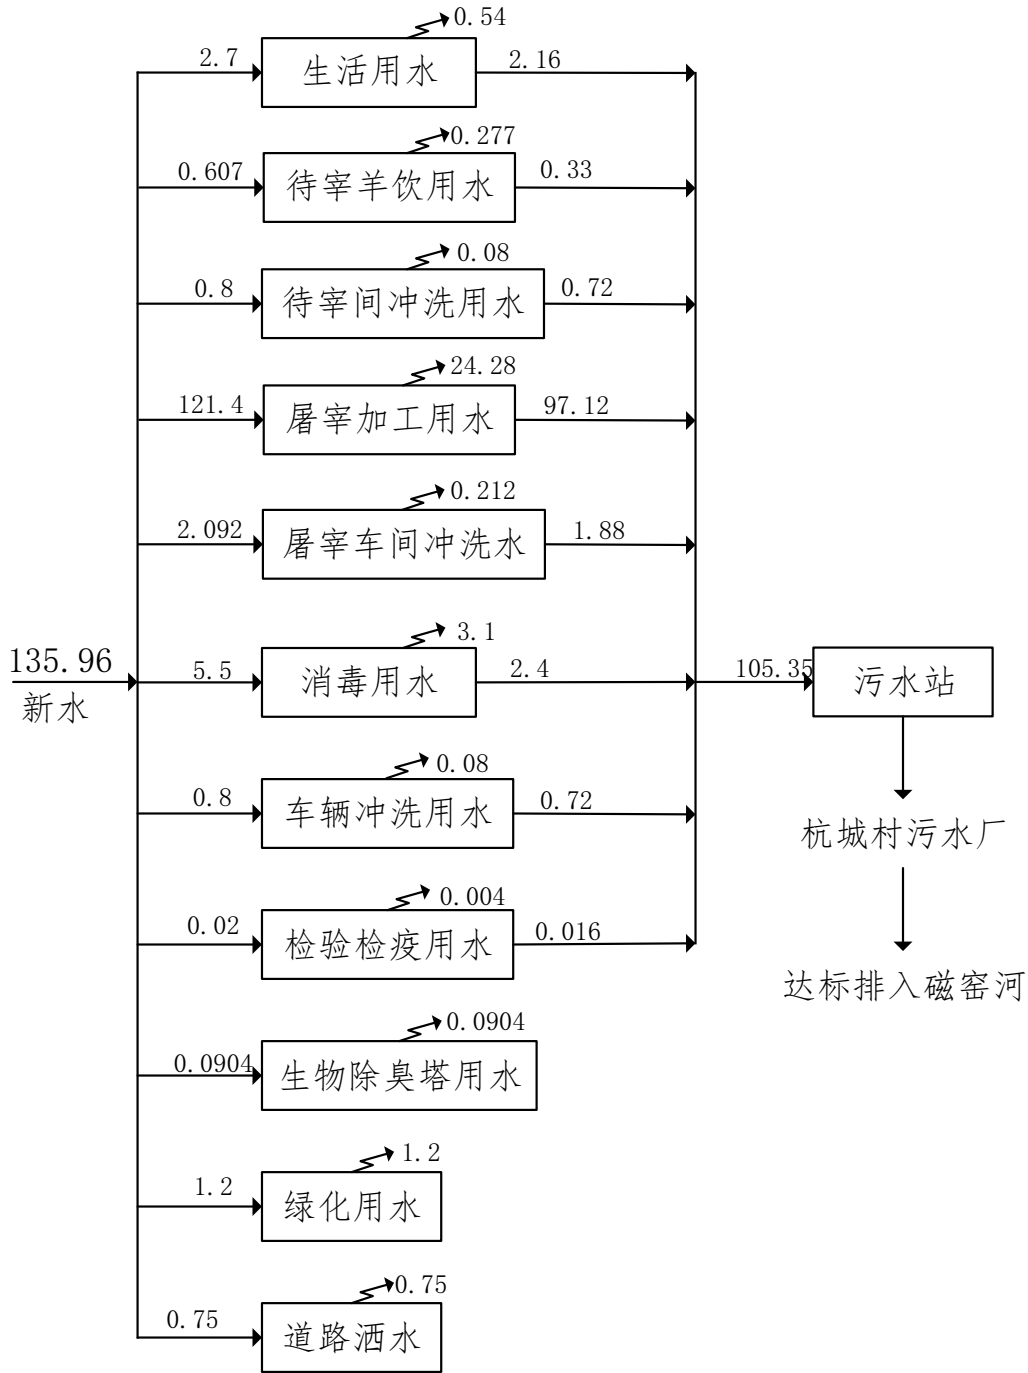 0.54
2.7
生活用水
2.16
0.277
0.607
待宰羊饮用水
0.33
0.08
0.8
待宰间冲洗用水
0.72
24.28
121.4
屠宰加工用水
97.12
0.212
2.092
屠宰车间冲洗水
1.88
135.96
新水
3.1
5.5
消毒用水
2.4
105.35
污水站
0.08
0.8
车辆冲洗用水
0.72
杭城村污水厂
0.004
0.02
检验检疫用水
0.016
达标排入磁窑河
0.0904
0.0904
生物除臭塔用水
1.2
1.2
绿化用水
0.75
0.75
道路洒水